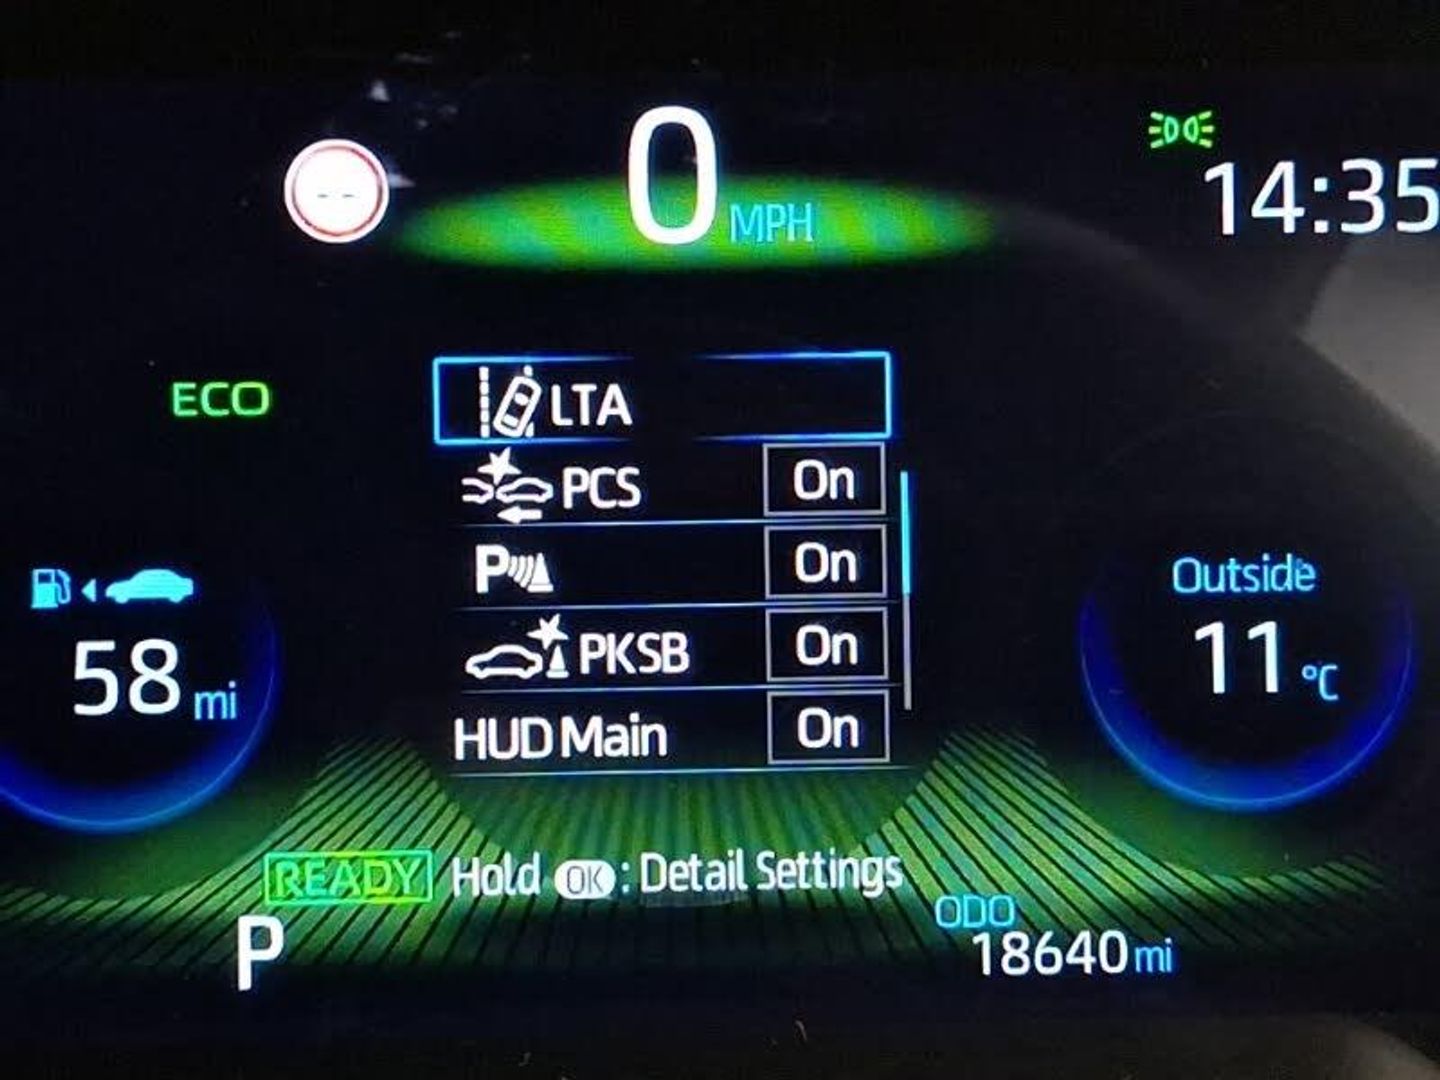 0 MPH
14:35
--
ECO
LTA
PCS On
P On
PKSB On
HUD Main On
58 mi
Outside
11 °C
READY Hold OK : Detail Settings
P
ODO
18640 mi